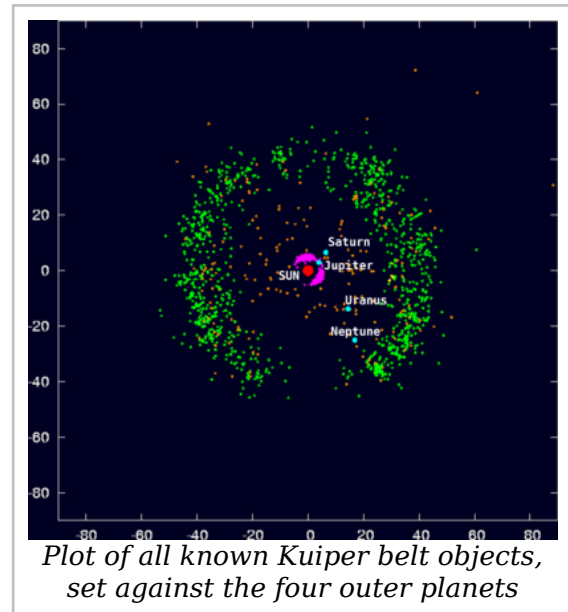 80
60
40
20
0
-20
-40
-60
-80
Saturn
Jupiter
SUN
Uranus
Neptune
-80 -60 -40 -20 0 20 40 60 80
Plot of all known Kuiper belt objects,
set against the four outer planets